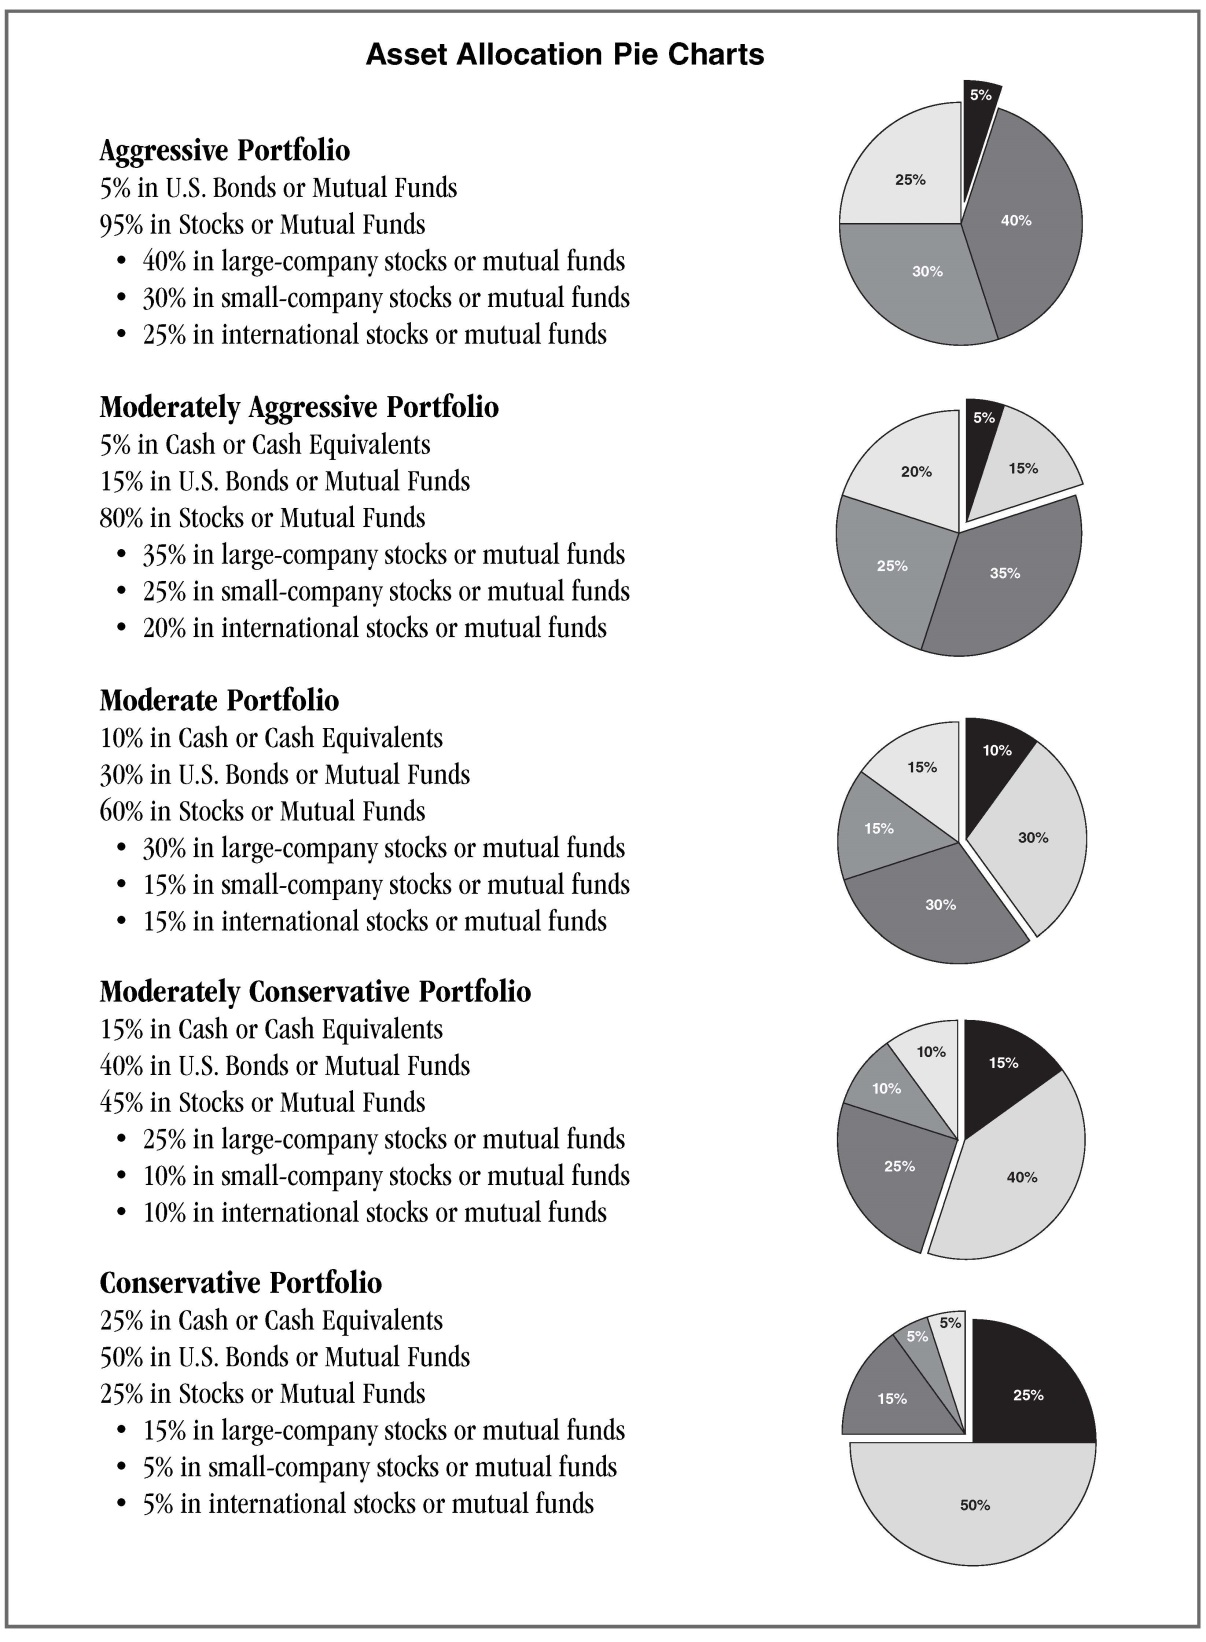 Asset Allocation Pie Charts
Aggressive Portfolio
5% in U.S. Bonds or Mutual Funds
95% in Stocks or Mutual Funds
• 40% in large-company stocks or mutual funds
• 30% in small-company stocks or mutual funds
• 25% in international stocks or mutual funds
5%
25%
40%
30%
Moderately Aggressive Portfolio
5% in Cash or Cash Equivalents
15% in U.S. Bonds or Mutual Funds
80% in Stocks or Mutual Funds
• 35% in large-company stocks or mutual funds
• 25% in small-company stocks or mutual funds
• 20% in international stocks or mutual funds
5%
20%
15%
25%
35%
Moderate Portfolio
10% in Cash or Cash Equivalents
30% in U.S. Bonds or Mutual Funds
60% in Stocks or Mutual Funds
• 30% in large-company stocks or mutual funds
• 15% in small-company stocks or mutual funds
• 15% in international stocks or mutual funds
10%
15%
15%
30%
30%
Moderately Conservative Portfolio
15% in Cash or Cash Equivalents
40% in U.S. Bonds or Mutual Funds
45% in Stocks or Mutual Funds
• 25% in large-company stocks or mutual funds
• 10% in small-company stocks or mutual funds
• 10% in international stocks or mutual funds
10%
15%
10%
25%
40%
Conservative Portfolio
25% in Cash or Cash Equivalents
50% in U.S. Bonds or Mutual Funds
25% in Stocks or Mutual Funds
• 15% in large-company stocks or mutual funds
• 5% in small-company stocks or mutual funds
• 5% in international stocks or mutual funds
5%
5%
15%
25%
50%